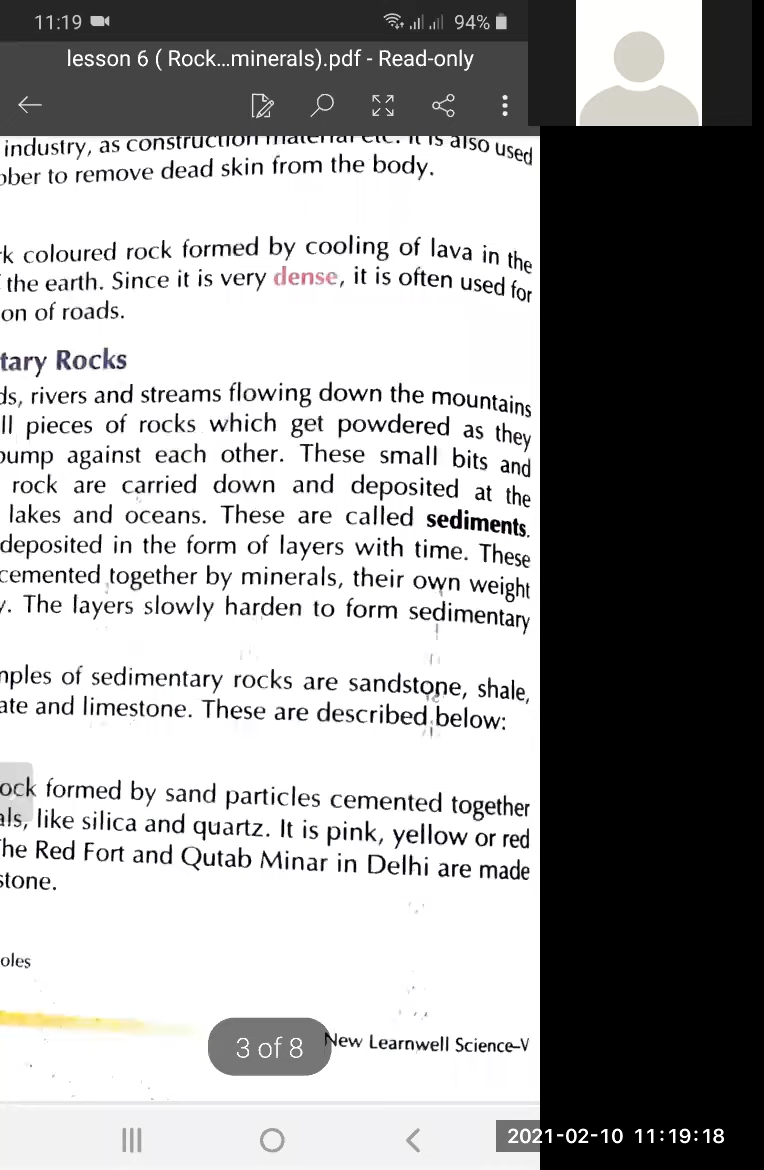 11:19 94%
lesson 6 ( Rock...minerals).pdf - Read-only
industry, as construction material etc. It is also used
ber to remove dead skin from the body.
k coloured rock formed by cooling of lava in the
the earth. Since it is very dense, it is often used for
on of roads.
tary Rocks
ds, rivers and streams flowing down the mountains
ll pieces of rocks which get powdered as they
bump against each other. These small bits and
rock are carried down and deposited at the
lakes and oceans. These are called sediments.
deposited in the form of layers with time. These
cemented together by minerals, their own weight
y. The layers slowly harden to form sedimentary
mples of sedimentary rocks are sandstone, shale,
ate and limestone. These are described below:
ock formed by sand particles cemented together
als, like silica and quartz. It is pink, yellow or red
The Red Fort and Qutab Minar in Delhi are made
stone.
oles
3 of 8 New Learnwell Science–V
2021-02-10 11:19:18